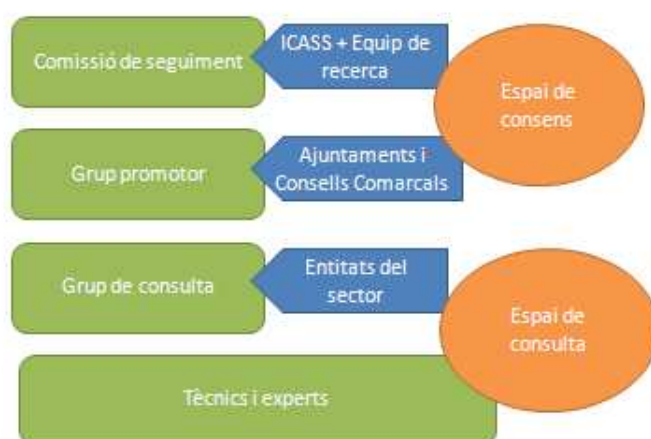 Comissió de seguiment
ICASS + Equip de
recerca
Espai de
consens
Grup promotor
Ajuntaments i
Consells Comarcals
Grup de consulta
Entitats del
sector
Espai de
consulta
Tècnics i experts